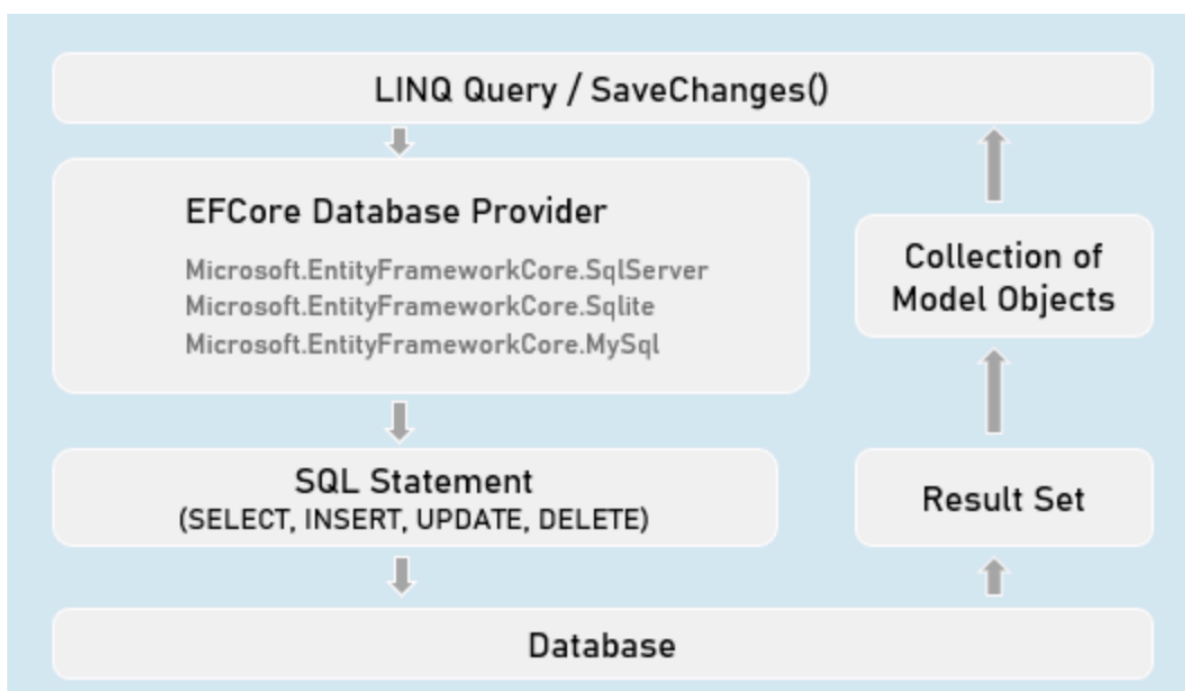 LINQ Query / SaveChanges()
EFCore Database Provider
Microsoft.EntityFrameworkCore.SqlServer
Microsoft.EntityFrameworkCore.Sqlite
Microsoft.EntityFrameworkCore.MySql
Collection of
Model Objects
SQL Statement
(SELECT, INSERT, UPDATE, DELETE)
Result Set
Database